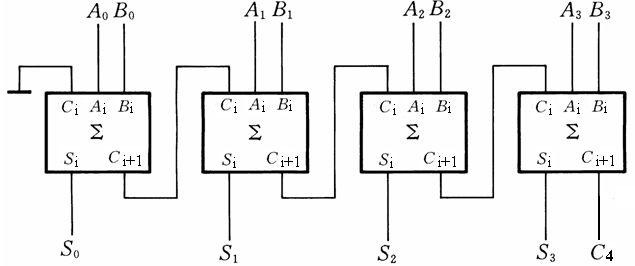 A0 B0 A1 B1 A2 B2 A3 B3
Ci Ai Bi Ci Ai Bi Ci Ai Bi Ci Ai Bi
Σ Σ Σ Σ
Si Ci+1 Si Ci+1 Si Ci+1 Si Ci+1
S0 S1 S2 S3 C4